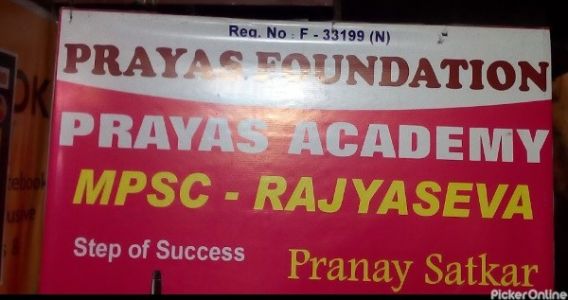 Reg. No : F - 33199 (N)
PRAYAS FOUNDATION
PRAYAS ACADEMY
MPSC - RAJYASEVA
Step of Success
Pranay Satkar
PickerOnline